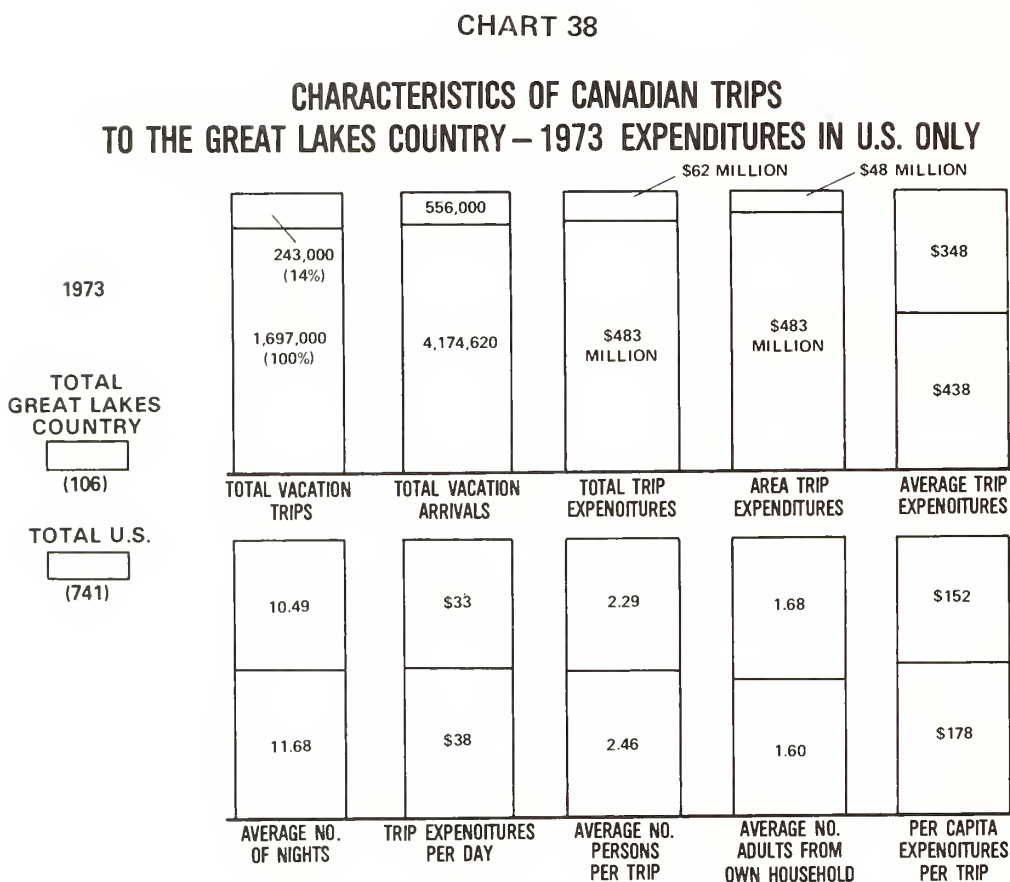 CHART 38
CHARACTERISTICS OF CANADIAN TRIPS
TO THE GREAT LAKES COUNTRY – 1973 EXPENDITURES IN U.S. ONLY
1973
TOTAL
GREAT LAKES
COUNTRY
(106)
TOTAL U.S.
(741)
243,000
(14%)
1,697,000
(100%)
TOTAL VACATION
TRIPS
556,000
4,174,620
TOTAL VACATION
ARRIVALS
$62 MILLION
$483
MILLION
TOTAL TRIP
EXPENOITURES
$48 MILLION
$483
MILLION
AREA TRIP
EXPENDITURES
$348
$438
AVERAGE TRIP
EXPENOITURES
10.49
11.68
AVERAGE NO.
OF NIGHTS
$33
$38
TRIP EXPENOITURES
PER DAY
2.29
2.46
AVERAGE NO.
PERSONS
PER TRIP
1.68
1.60
AVERAGE NO.
ADULTS FROM
OWN HOUSEHOLD
$152
$178
PER CAPITA
EXPENOITURES
PER TRIP